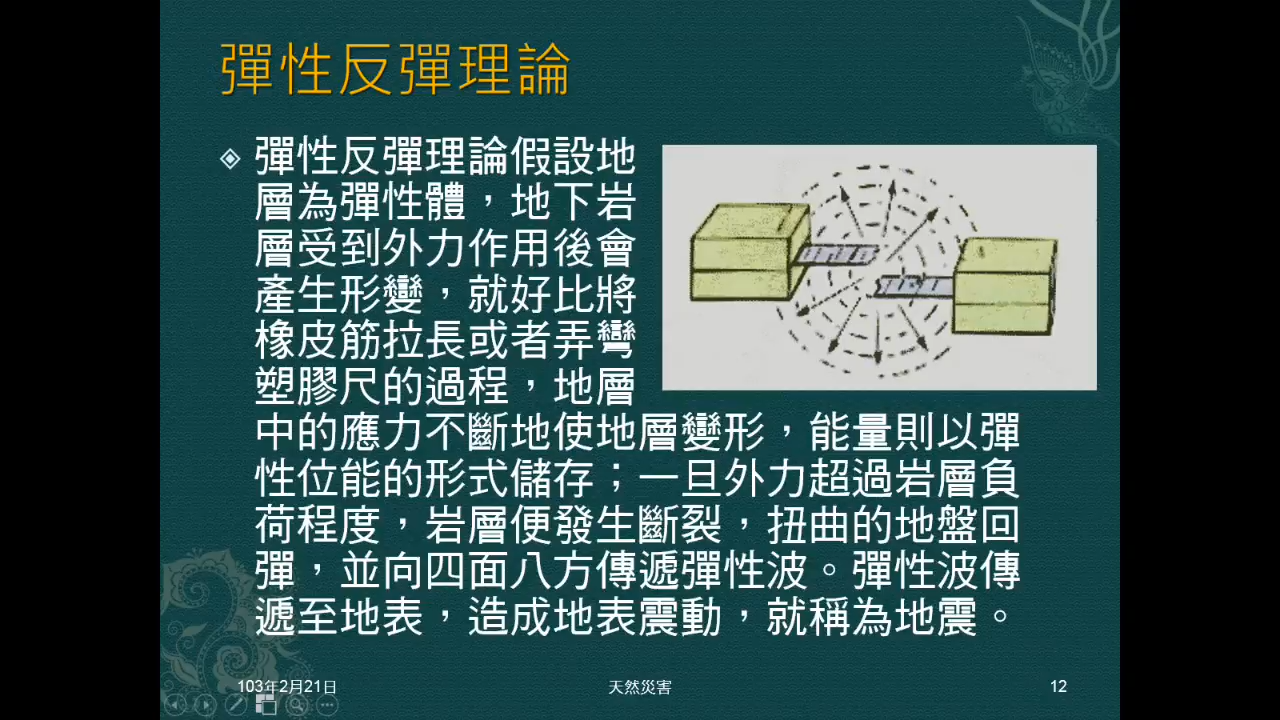 彈性反彈理論
彈性反彈理論假設地
層為彈性體，地下岩
層受到外力作用後會
產生形變，就好比將
橡皮筋拉長或者弄彎
塑膠尺的過程，地層
中的應力不斷地使地層變形，能量則以彈
性位能的形式儲存；一旦外力超過岩層負
荷程度，岩層便發生斷裂，扭曲的地盤回
彈，並向四面八方傳遞彈性波。彈性波傳
遞至地表，造成地表震動，就稱為地震。
103年2月21日
天然災害
12